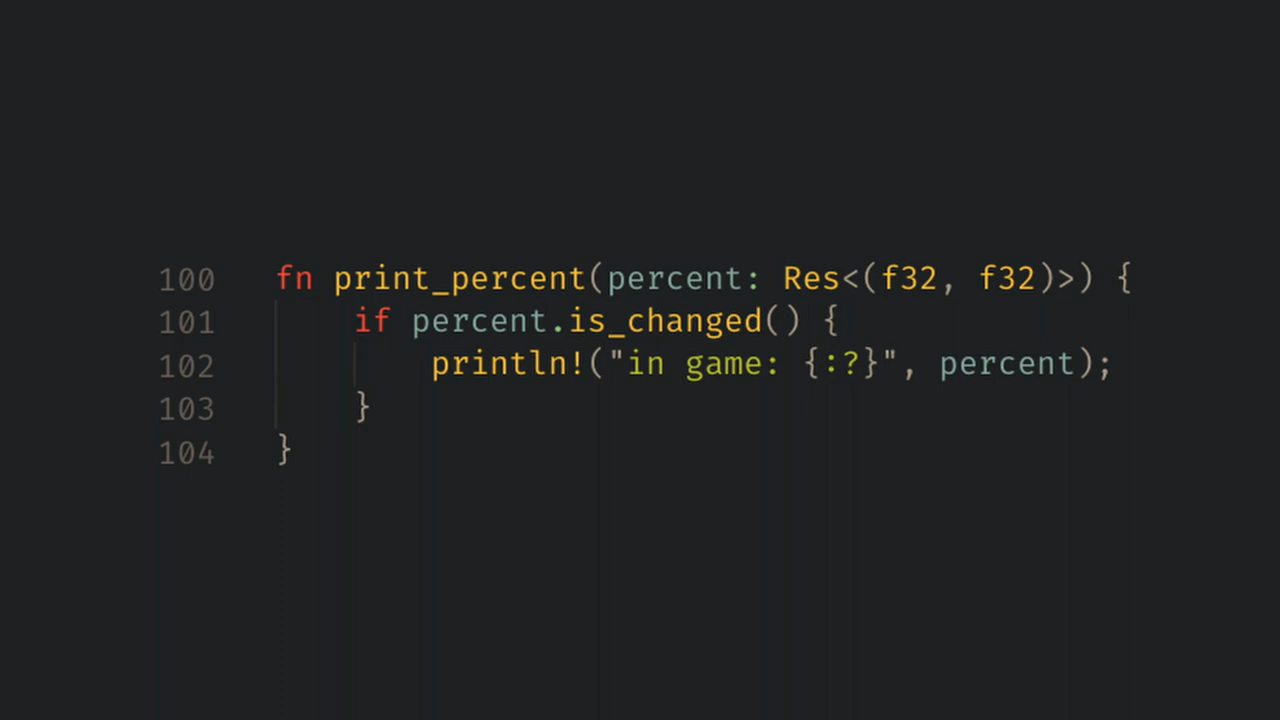 100 fn print_percent(percent: Res<(f32, f32)>) {
101     if percent.is_changed() {
102         println!("in game: {:?}", percent);
103     }
104 }